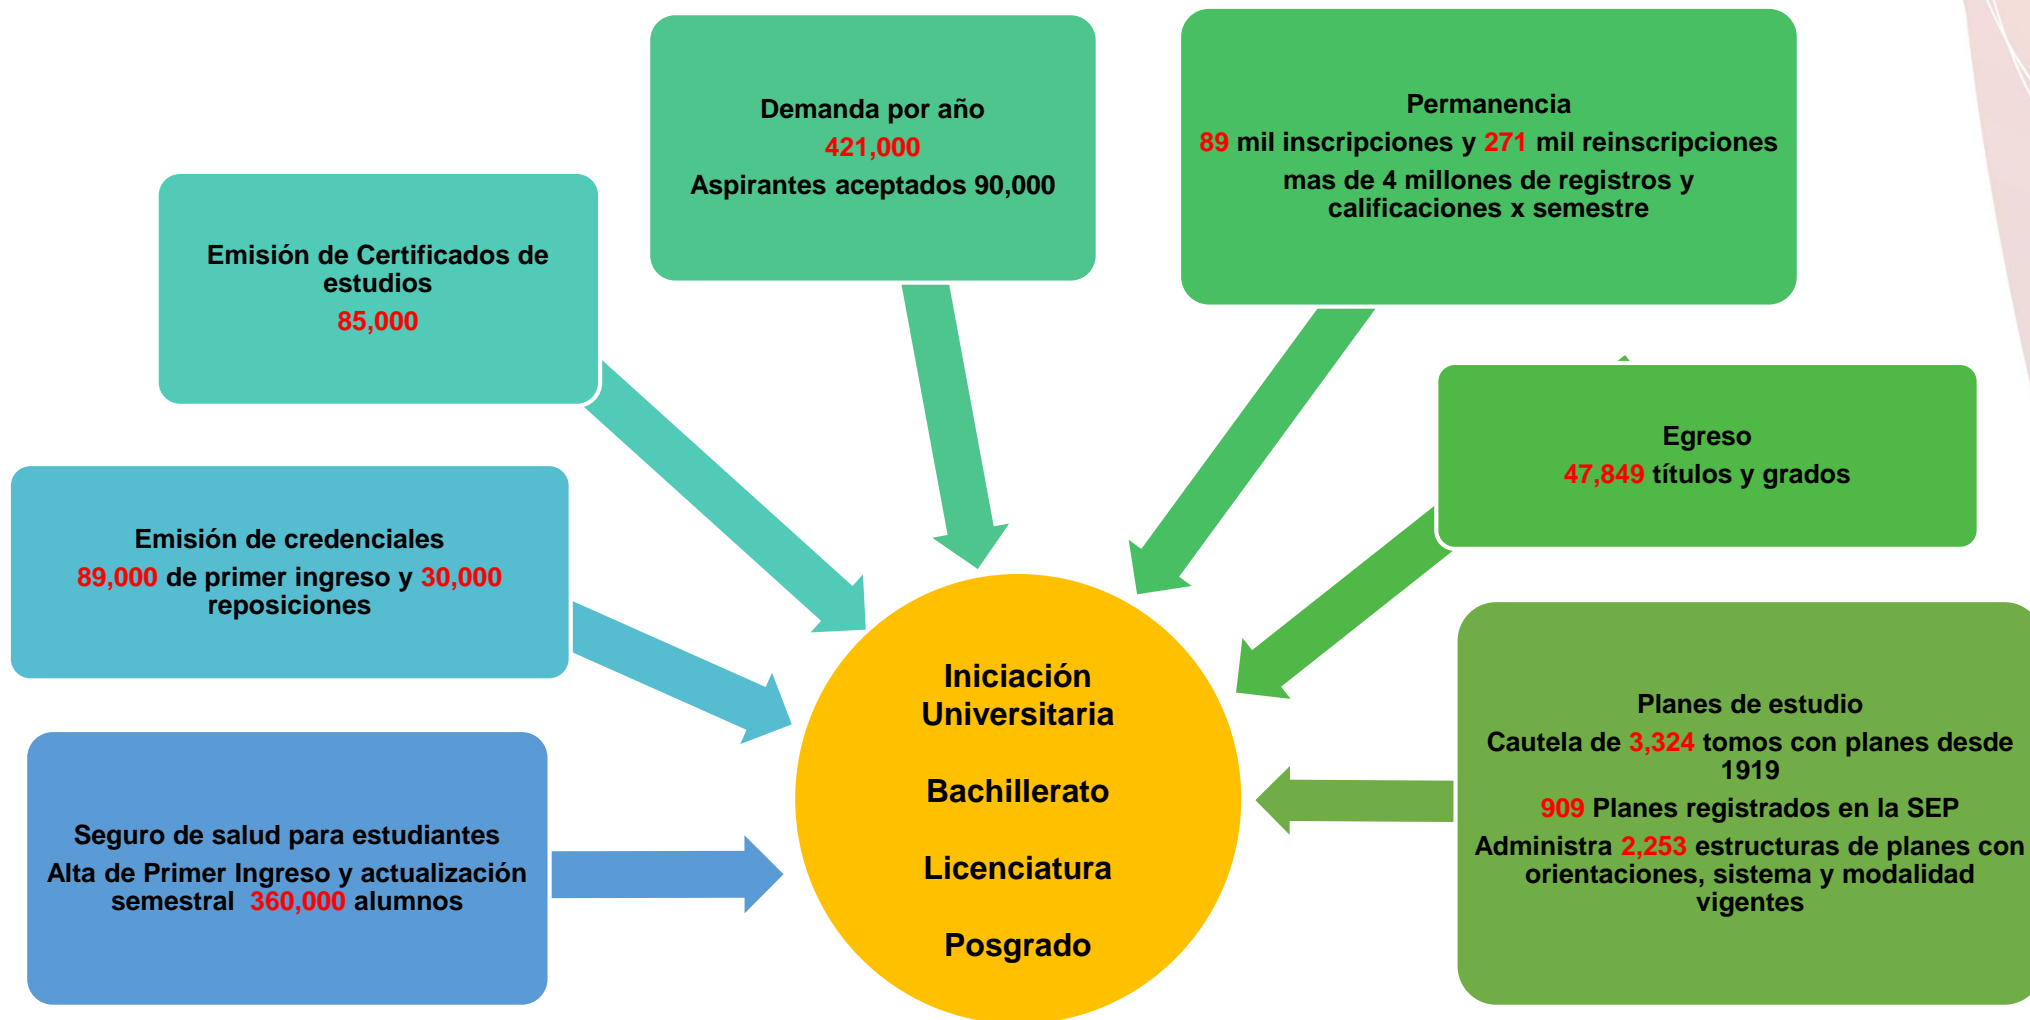 Demanda por año
421,000
Aspirantes aceptados 90,000
Permanencia
89 mil inscripciones y 271 mil reinscripciones
mas de 4 millones de registros y
calificaciones x semestre
Emisión de Certificados de
estudios
85,000
Egreso
47,849 títulos y grados
Emisión de credenciales
89,000 de primer ingreso y 30,000
reposiciones
Seguro de salud para estudiantes
Alta de Primer Ingreso y actualización
semestral 360,000 alumnos
Iniciación
Universitaria
Bachillerato
Licenciatura
Posgrado
Planes de estudio
Cautela de 3,324 tomos con planes desde
1919
909 Planes registrados en la SEP
Administra 2,253 estructuras de planes con
orientaciones, sistema y modalidad
vigentes